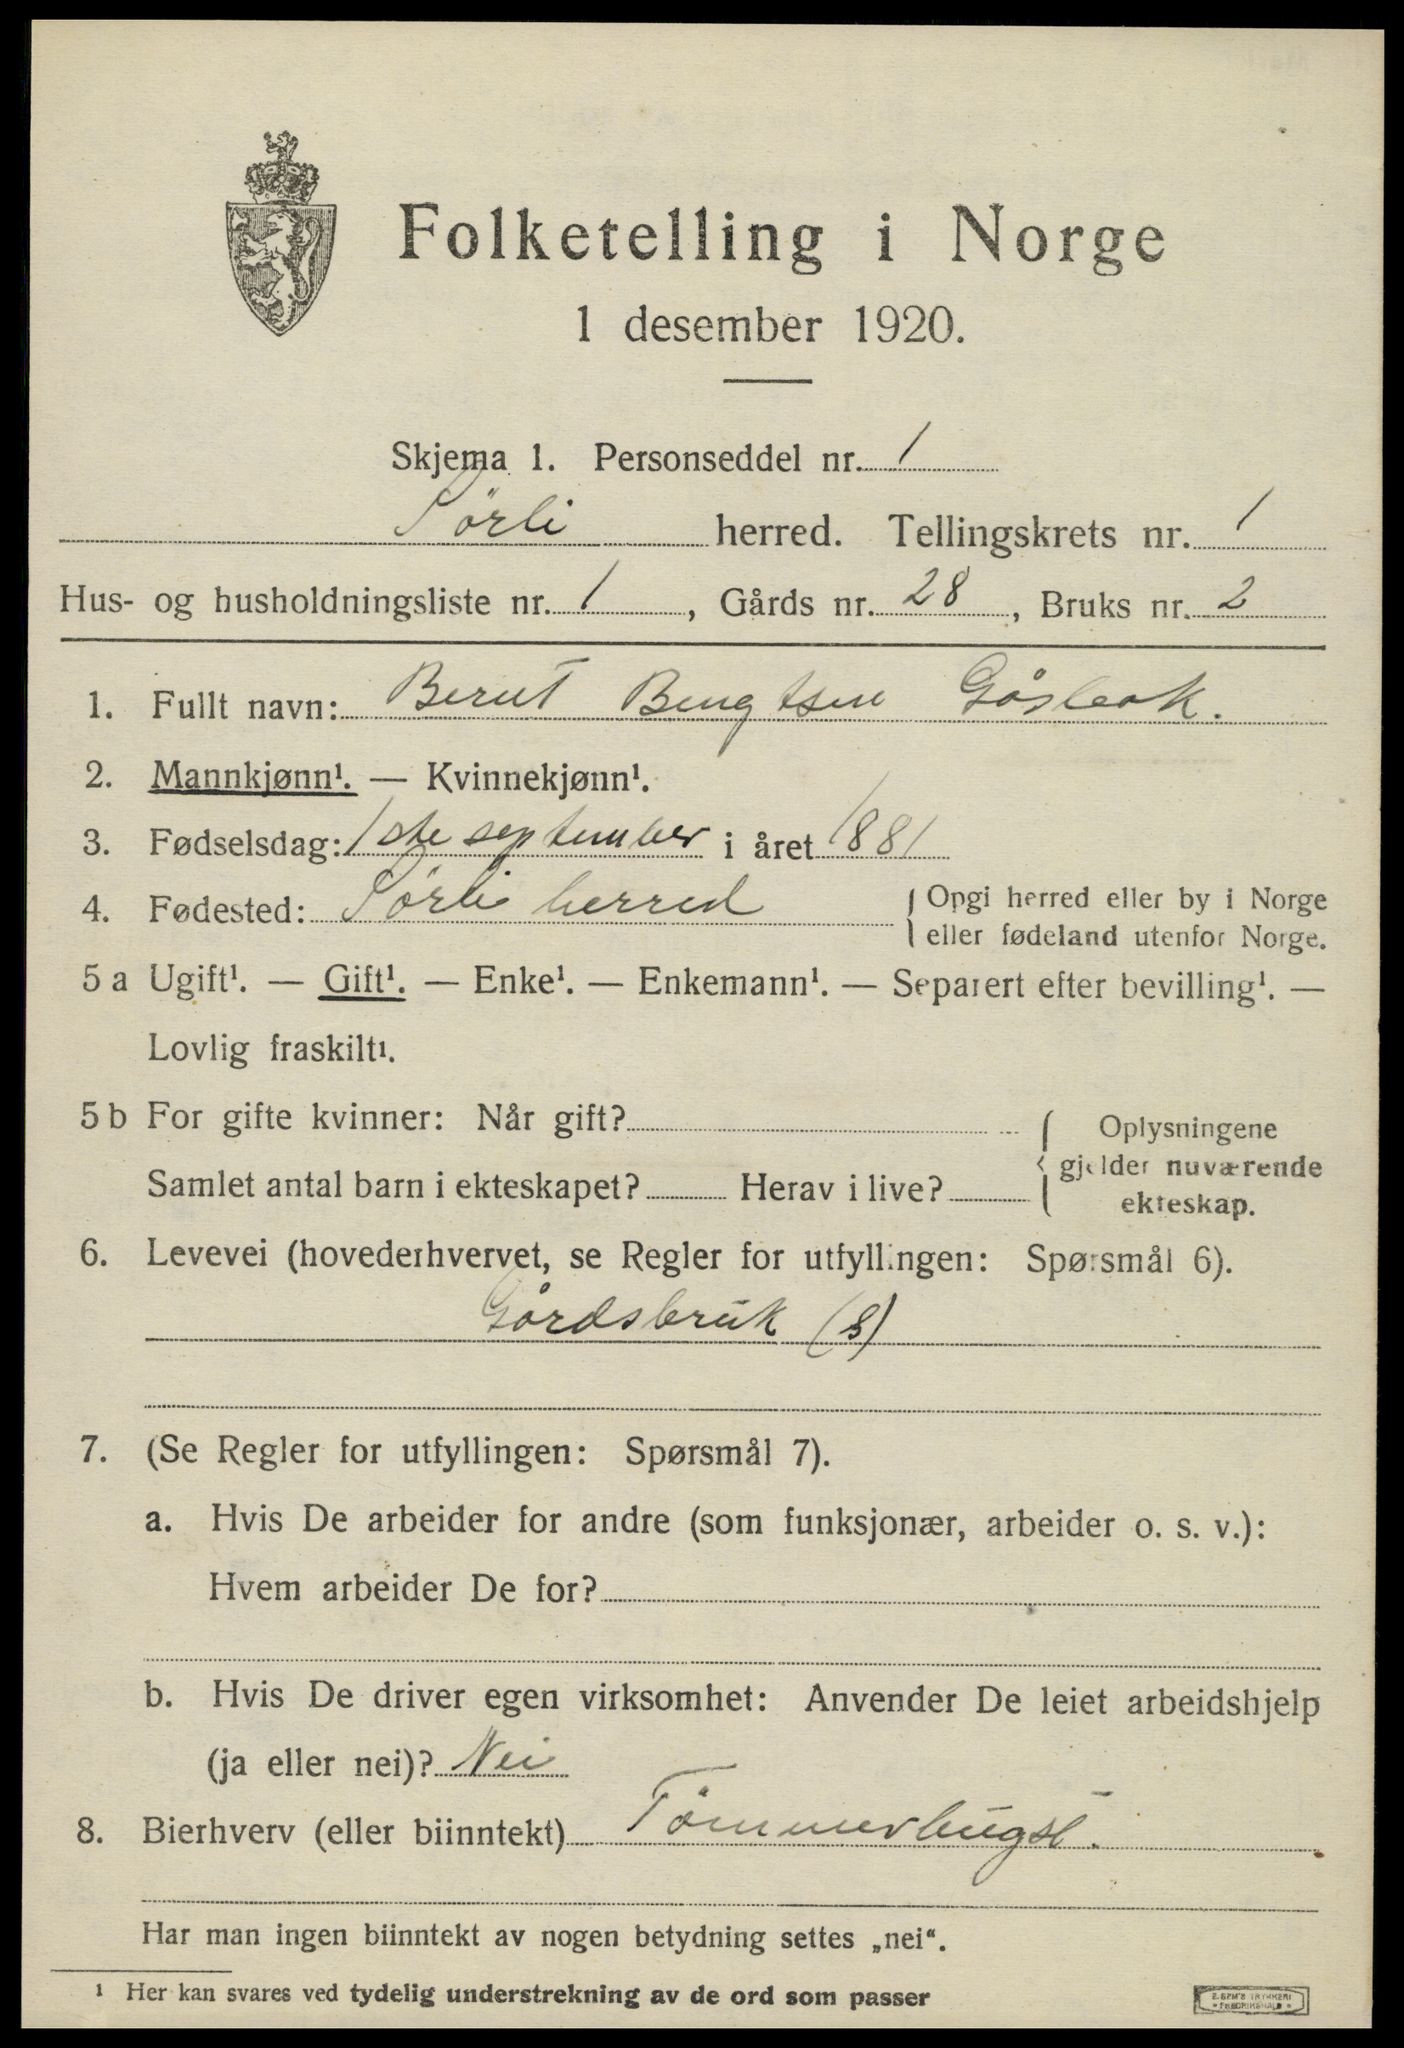 Folketelling i Norge
1 desember 1920.
Skjema 1. Personseddel nr. 1
Sörli herred. Tellingskrets nr. 1
Hus- og husholdningsliste nr. 1, Gårds nr. 28, Bruks nr. 2
1. Fullt navn: Bernt Bengtsen Gåsbak.
2. Mannkjønn¹. — Kvinnekjønn¹.
3. Fødselsdag: 1ste september i året 1881
4. Fødested: Sörli herred { Opgi herred eller by i Norge
eller fødeland utenfor Norge.
5 a Ugift¹. — Gift¹. — Enke¹. — Enkemann¹. — Separert efter bevilling¹. —
Lovlig fraskilt¹.
5 b For gifte kvinner: Når gift? { Oplysningene
gjelder nuværende
Samlet antal barn i ekteskapet? Herav i live? ekteskap.
6. Levevei (hovederhvervet, se Regler for utfyllingen: Spørsmål 6).
Gårdsbruk (s)
7. (Se Regler for utfyllingen: Spørsmål 7).
a. Hvis De arbeider for andre (som funksjonær, arbeider o. s. v.):
Hvem arbeider De for?
b. Hvis De driver egen virksomhet: Anvender De leiet arbeidshjelp
(ja eller nei)? Nei
8. Bierhverv (eller biinntekt) Tömmerhugst.
Har man ingen biinntekt av nogen betydning settes „nei“.
¹ Her kan svares ved tydelig understrekning av de ord som passer
E. SEM'S TRYKKERI
* FREDRIKSHALD *